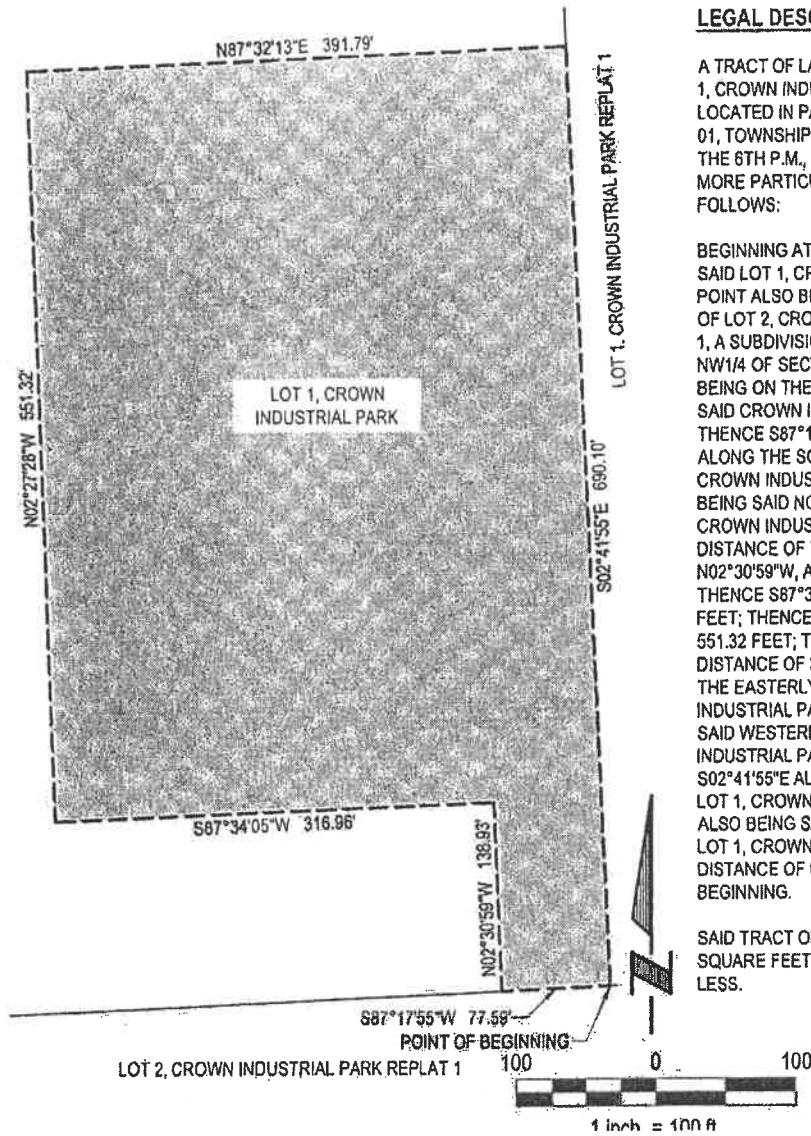 N87°32'13"E 391.79'
LOT 1, CROWN INDUSTRIAL PARK REPLAT 1
LOT 1, CROWN
INDUSTRIAL PARK
N02°27'28"W 551.32'
S02°41'55"E 690.10'
S87°34'05"W 316.96'
N02°30'59"W 138.93'
S87°17'55"W 77.59'
POINT OF BEGINNING
LOT 2, CROWN INDUSTRIAL PARK REPLAT 1
100 0 100
1 inch = 100 ft.
LEGAL DESC
A TRACT OF LA
1, CROWN INDU
LOCATED IN PA
01, TOWNSHIP
THE 6TH P.M.,
MORE PARTICU
FOLLOWS:
BEGINNING AT
SAID LOT 1, CR
POINT ALSO BE
OF LOT 2, CROW
1, A SUBDIVISI
NW1/4 OF SECT
BEING ON THE
SAID CROWN I
THENCE S87°1
ALONG THE SO
CROWN INDUS
BEING SAID NO
CROWN INDUS
DISTANCE OF
N02°30'59"W, A
THENCE S87°3
FEET; THENCE
551.32 FEET; T
DISTANCE OF
THE EASTERLY
INDUSTRIAL PA
SAID WESTERL
INDUSTRIAL PA
S02°41'55"E AL
LOT 1, CROWN
ALSO BEING S
LOT 1, CROWN
DISTANCE OF
BEGINNING.
SAID TRACT O
SQUARE FEET
LESS.